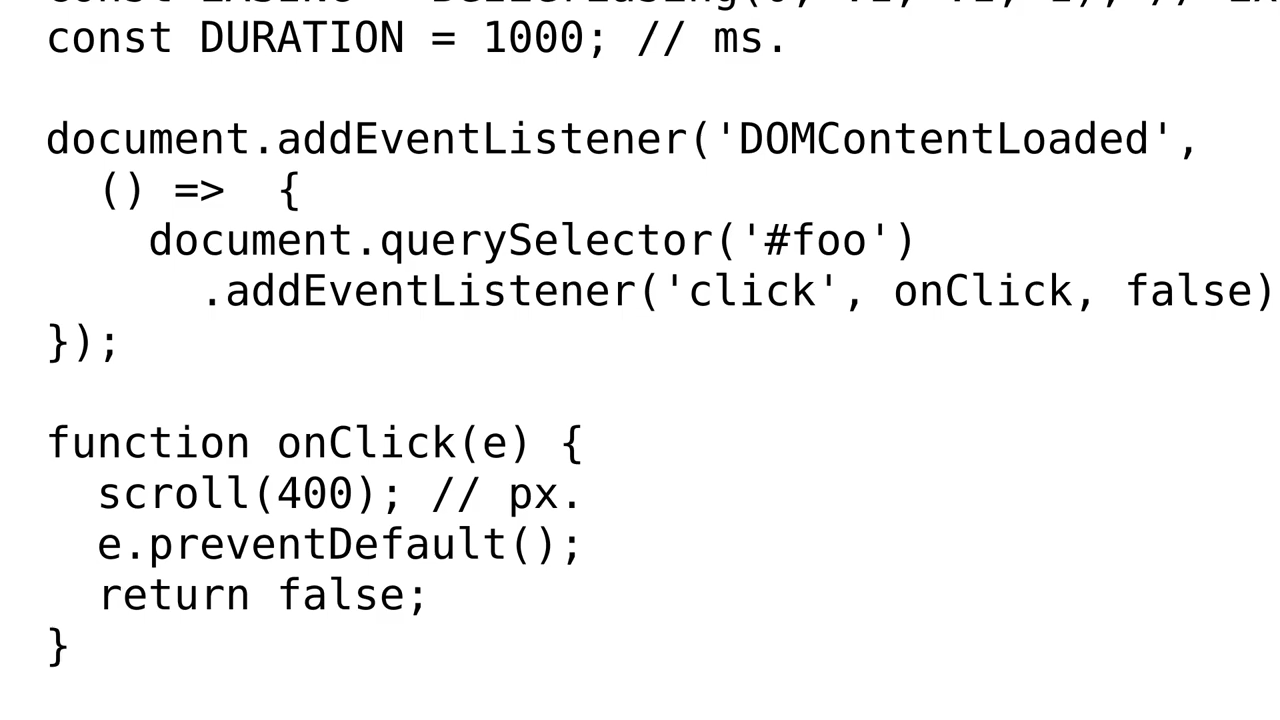 const DURATION = 1000; // ms.
document.addEventListener('DOMContentLoaded',
() =>  {
document.querySelector('#foo')
.addEventListener('click', onClick, false)
});
function onClick(e) {
scroll(400); // px.
e.preventDefault();
return false;
}